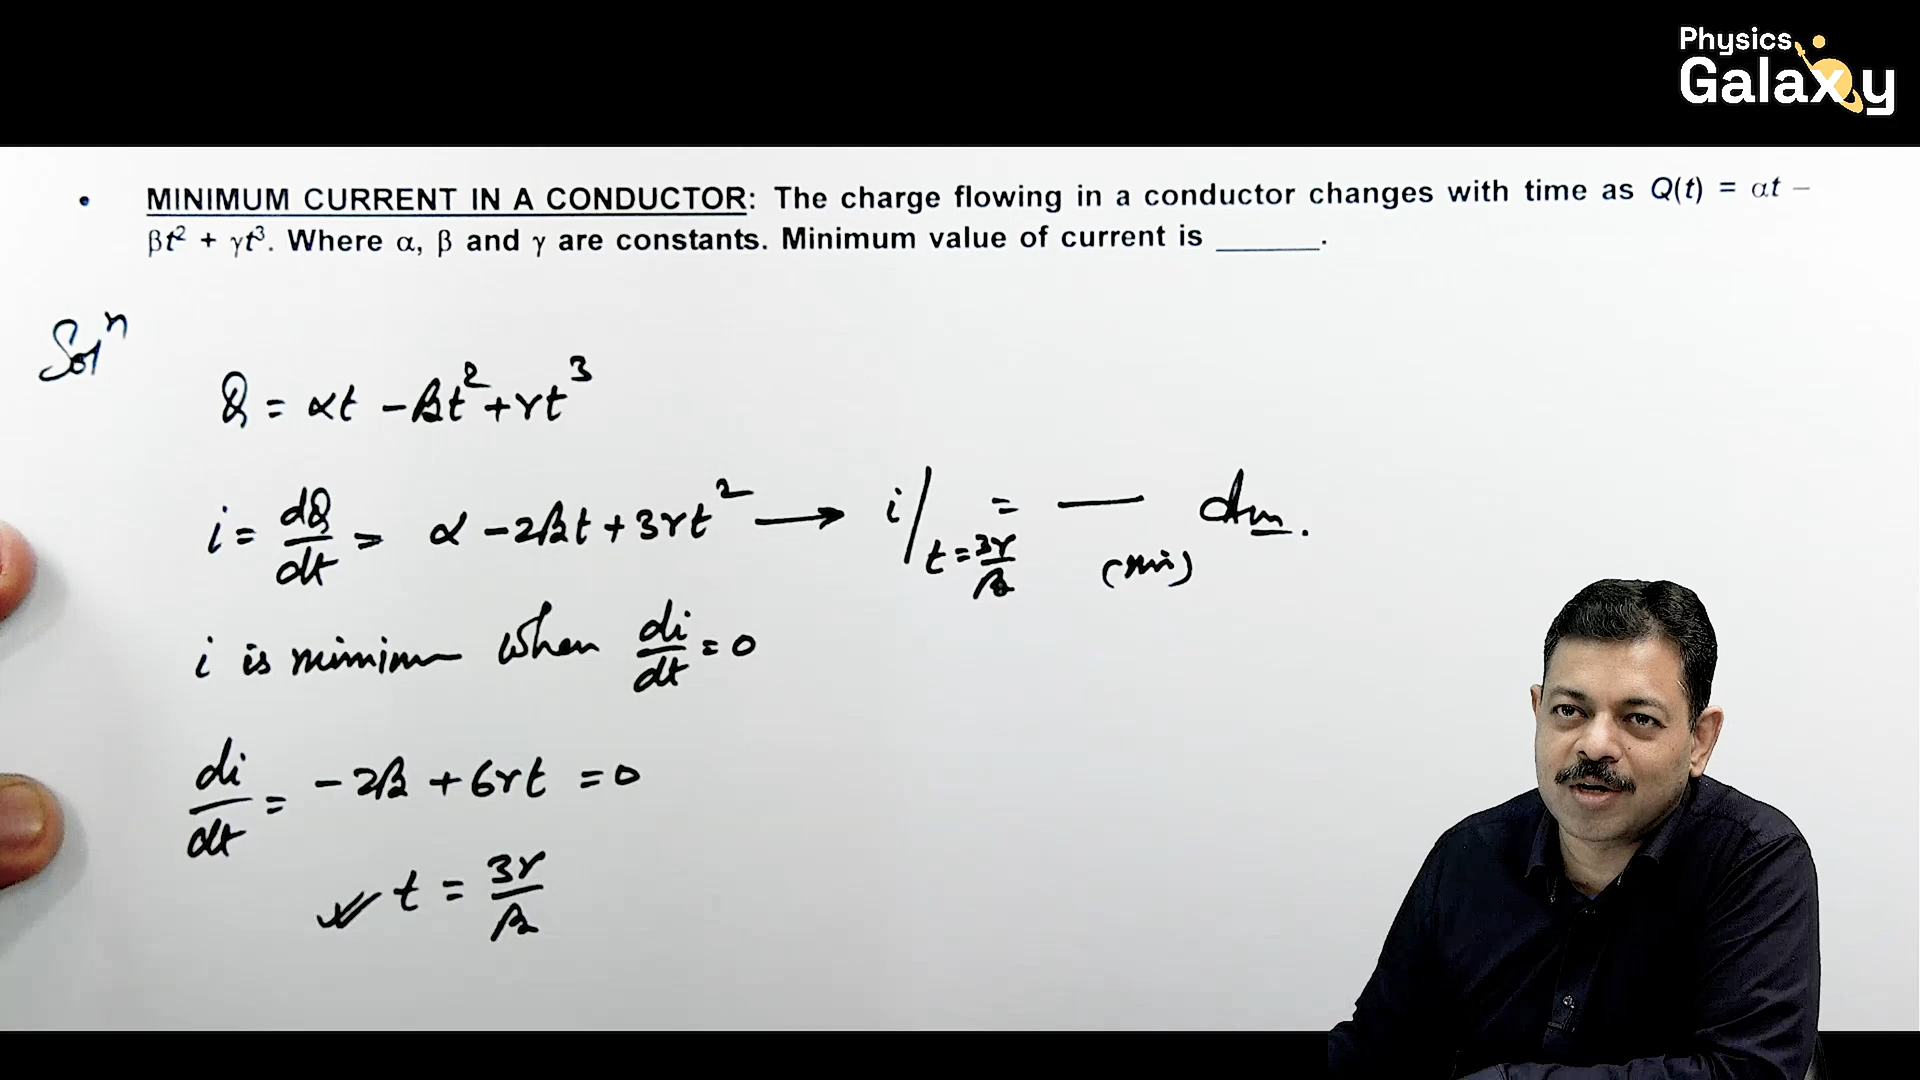 Physics
Galaxy
• MINIMUM CURRENT IN A CONDUCTOR: The charge flowing in a conductor changes with time as Q(t) = αt –
βt² + γt³. Where α, β and γ are constants. Minimum value of current is ______.
Solⁿ
Q = αt − βt² + γt³
i = dQ/dt = α − 2βt + 3γt² → i|t = 3γ/β = — (min) Am.
i is minimum when di/dt = 0
di/dt = − 2β + 6γt = 0
t = 3γ/β